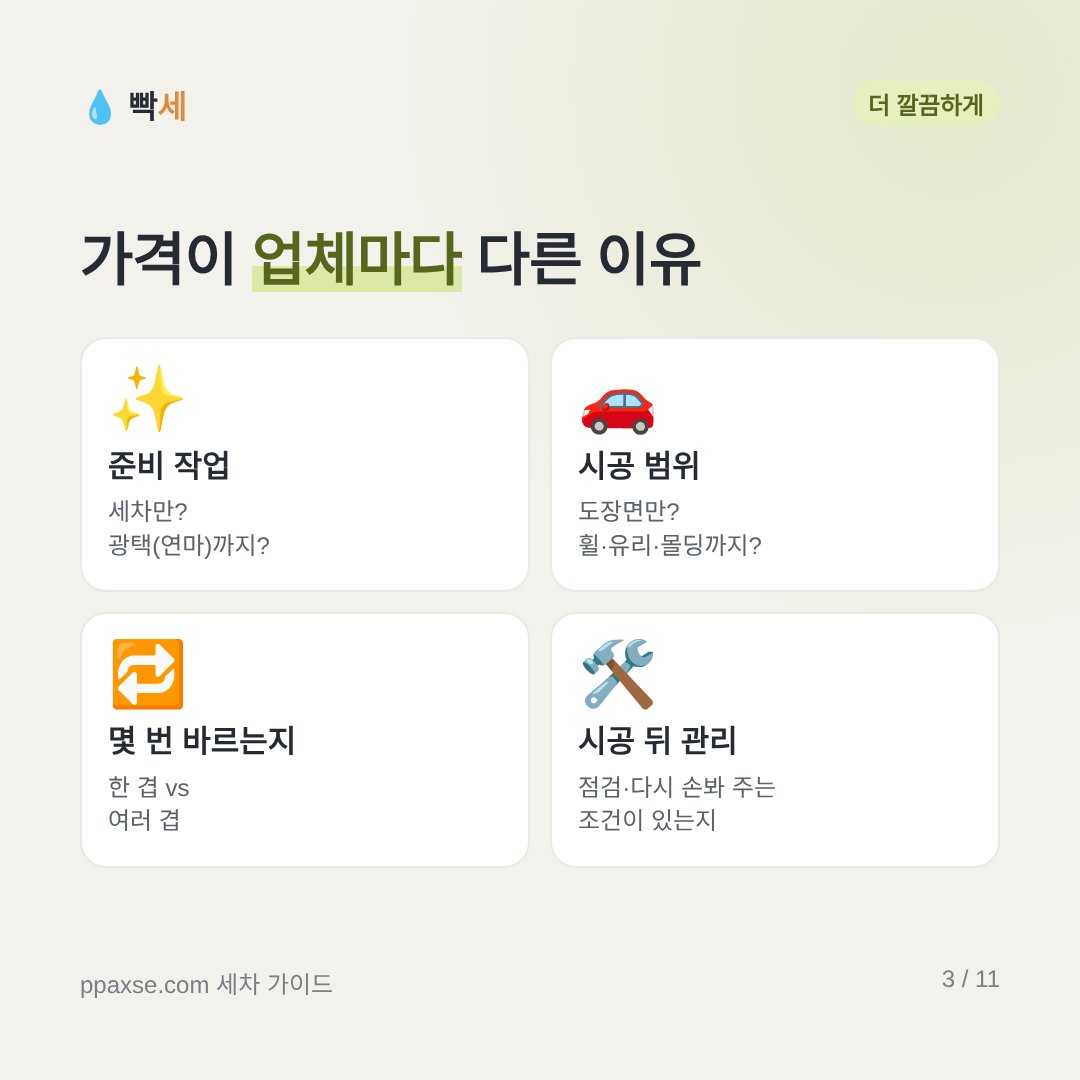 빡세
더 깔끔하게
가격이 업체마다 다른 이유
준비 작업
세차만?
광택(연마)까지?
시공 범위
도장면만?
휠·유리·몰딩까지?
몇 번 바르는지
한 겹 vs
여러 겹
시공 뒤 관리
점검·다시 손봐 주는
조건이 있는지
ppaxse.com 세차 가이드
3 / 11